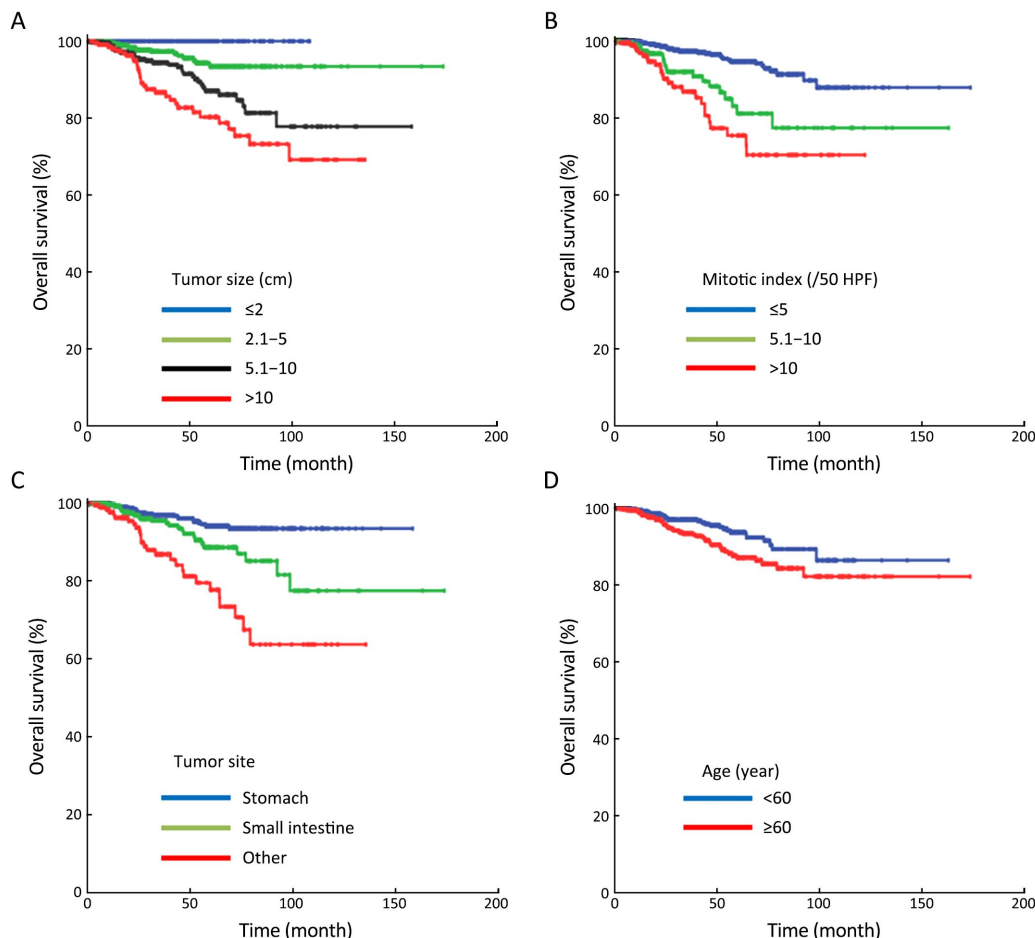 A
100
80
60
40
20
0
0 50 100 150 200
Overall survival (%)
Time (month)
Tumor size (cm)
≤2
2.1–5
5.1–10
>10
B
100
80
60
40
20
0
0 50 100 150 200
Overall survival (%)
Time (month)
Mitotic index (/50 HPF)
≤5
5.1–10
>10
C
100
80
60
40
20
0
0 50 100 150 200
Overall survival (%)
Time (month)
Tumor site
Stomach
Small intestine
Other
D
100
80
60
40
20
0
0 50 100 150 200
Overall survival (%)
Time (month)
Age (year)
<60
≥60